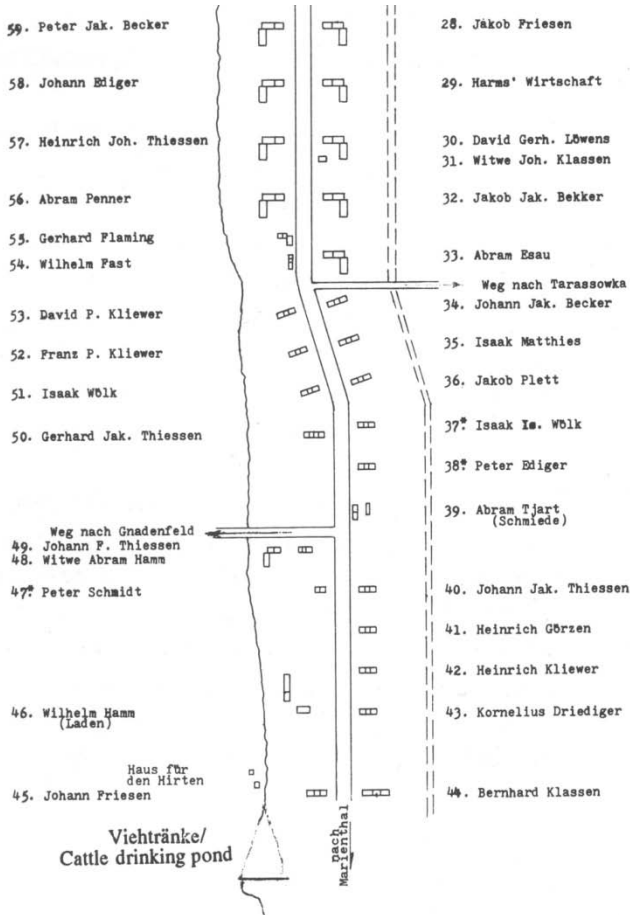 59. Peter Jak. Becker
58. Johann Ediger
57. Heinrich Joh. Thiessen
56. Abram Penner
55. Gerhard Flaming
54. Wilhelm Fast
53. David P. Kliewer
52. Franz P. Kliewer
51. Isaak Wölk
50. Gerhard Jak. Thiessen
Weg nach Gnadenfeld
49. Johann F. Thiessen
48. Witwe Abram Hamm
47* Peter Schmidt
46. Wilhelm Hamm
(Laden)
Haus für
den Hirten
45. Johann Friesen
Viehtränke/
Cattle drinking pond
28. Jakob Friesen
29. Harms' Wirtschaft
30. David Gerh. Löwens
31. Witwe Joh. Klassen
32. Jakob Jak. Bekker
33. Abram Esau
Weg nach Tarassowka
34. Johann Jak. Becker
35. Isaak Matthies
36. Jakob Plett
37* Isaak Is. Wölk
38* Peter Ediger
39. Abram Tjart
(Schmiede)
40. Johann Jak. Thiessen
41. Heinrich Görzen
42. Heinrich Kliewer
43. Kornelius Driediger
44. Bernhard Klassen
nach
Marienthal